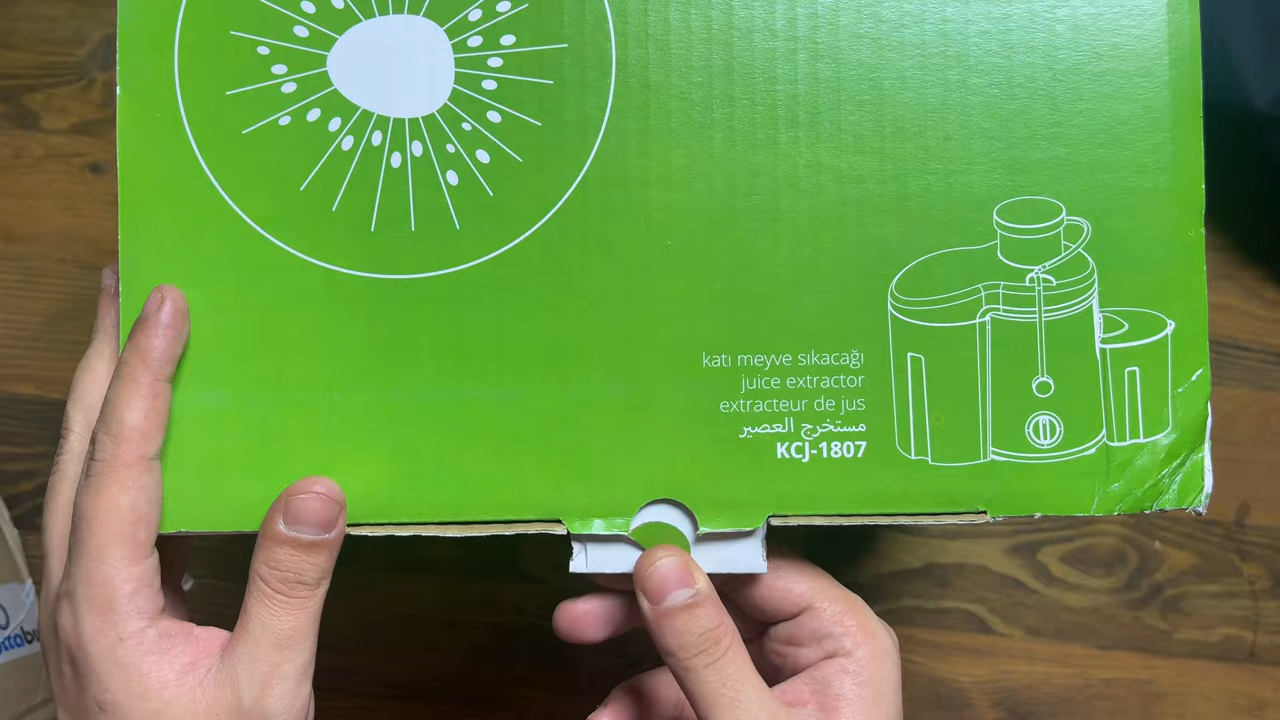 katı meyve sıkacağı
juice extractor
extracteur de jus
مستخرج العصير
KCJ-1807